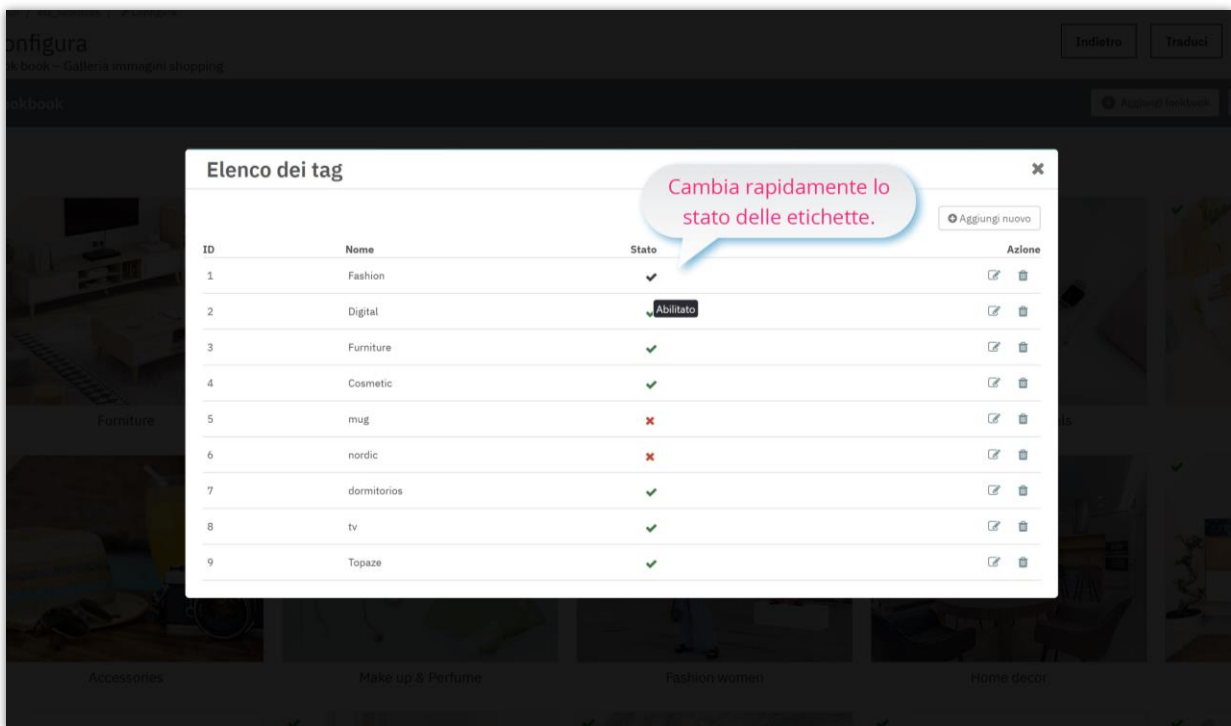 onfigura
ok book – Galleria immagini shopping
Indietro
Traduci
ookbook
Aggiungi lookbook
Elenco dei tag
Cambia rapidamente lo
stato delle etichette.
Aggiungi nuovo
ID Nome Stato Azione
1 Fashion
Abilitato
2 Digital
3 Furniture
4 Cosmetic
5 mug
6 nordic
7 dormitorios
8 tv
9 Topaze
Furniture
Accessories
Make up & Perfume
Fashion women
Home decor